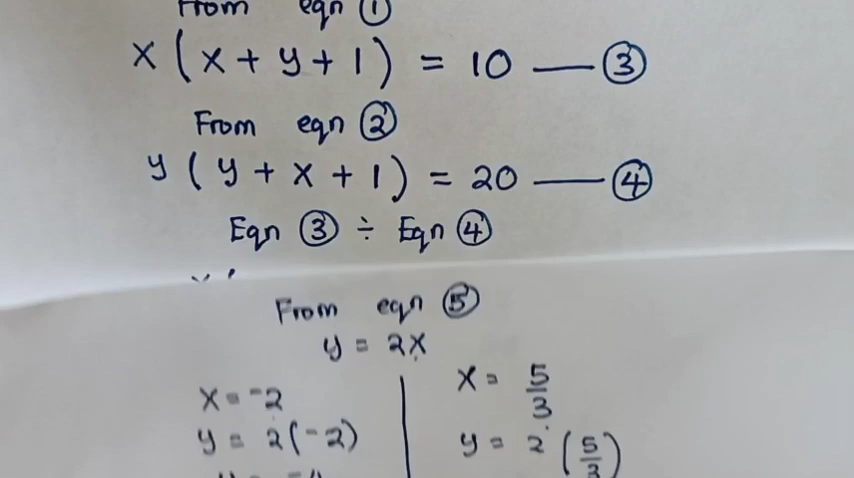 From eqn ①
x(x+y+1) = 10 — ③
From eqn ②
y(y+x+1) = 20 — ④
Eqn ③ ÷ Eqn ④
From eqn ⑤
y = 2x
x = -2
y = 2(-2)
x = 5/3
y = 2(5/3)